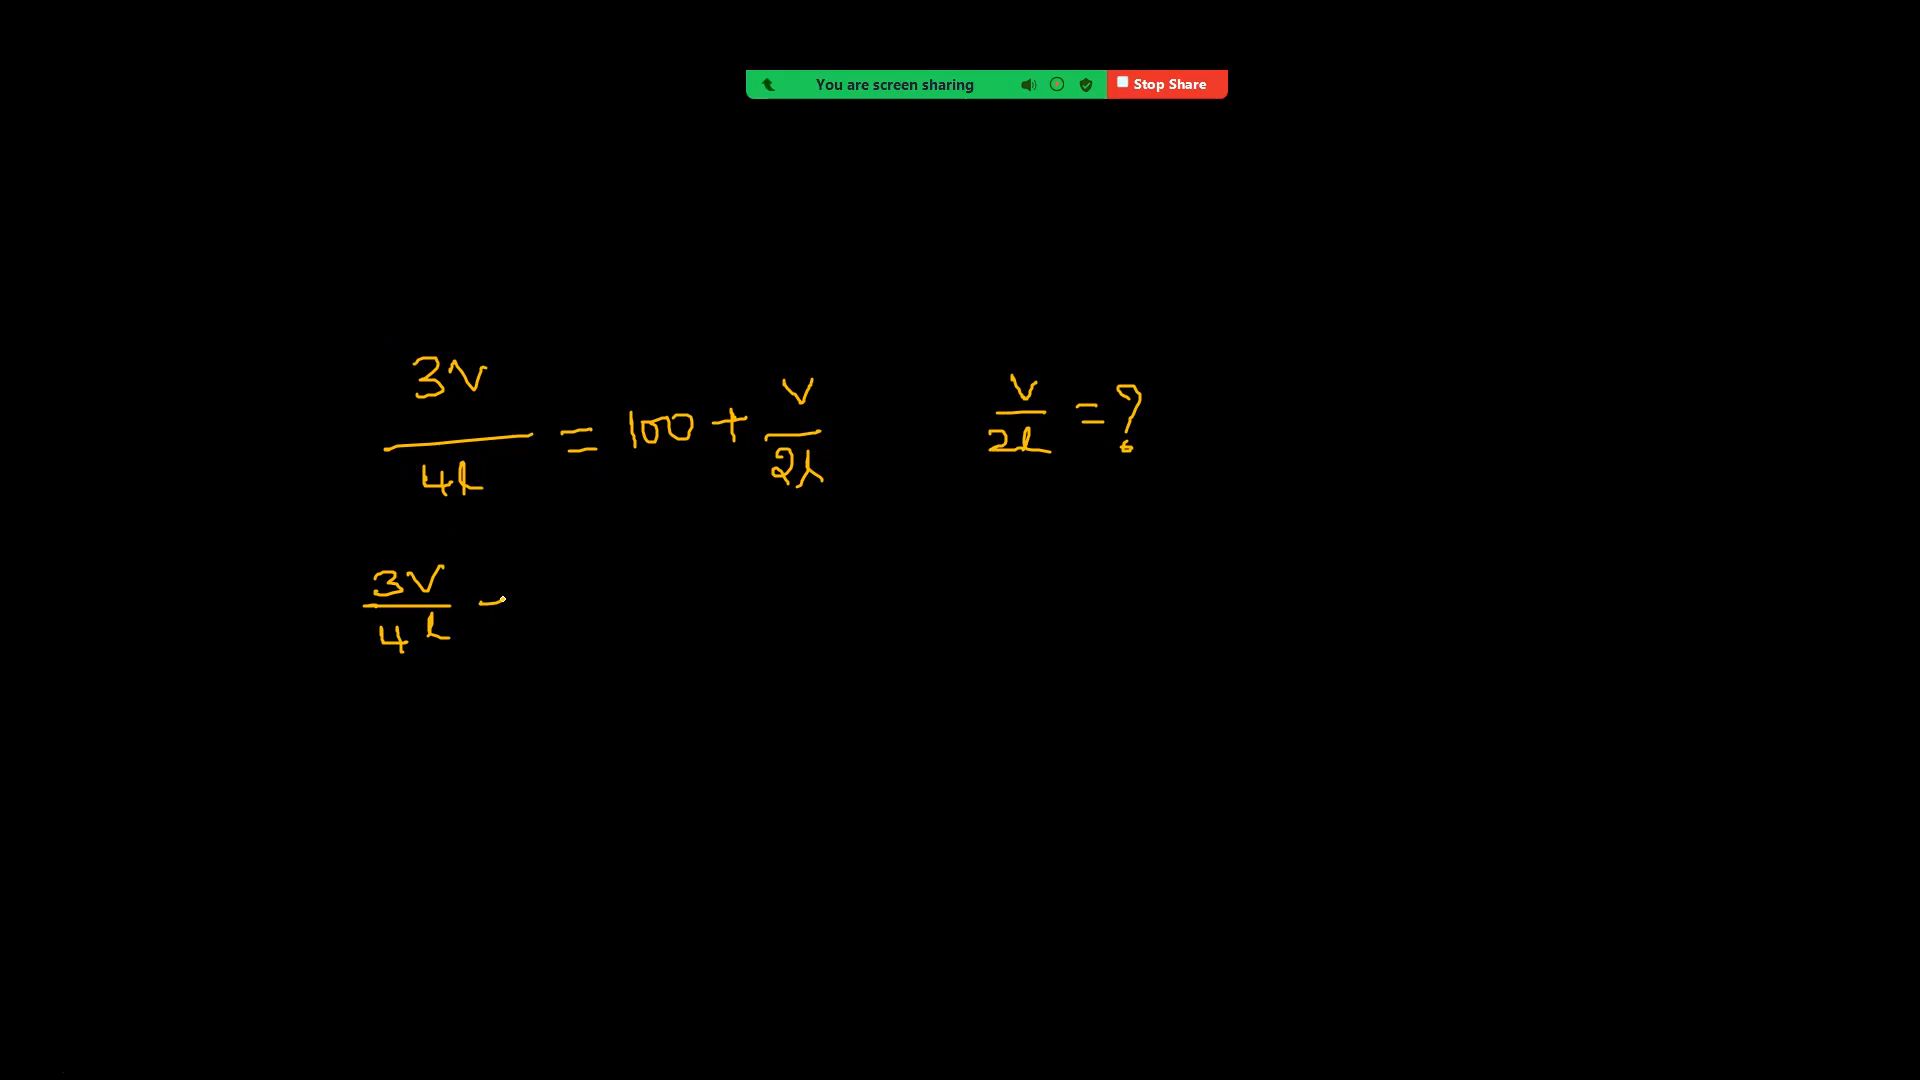 You are screen sharing Stop Share
3V/4l = 100 + V/2l V/2l = ?
3V/4l -